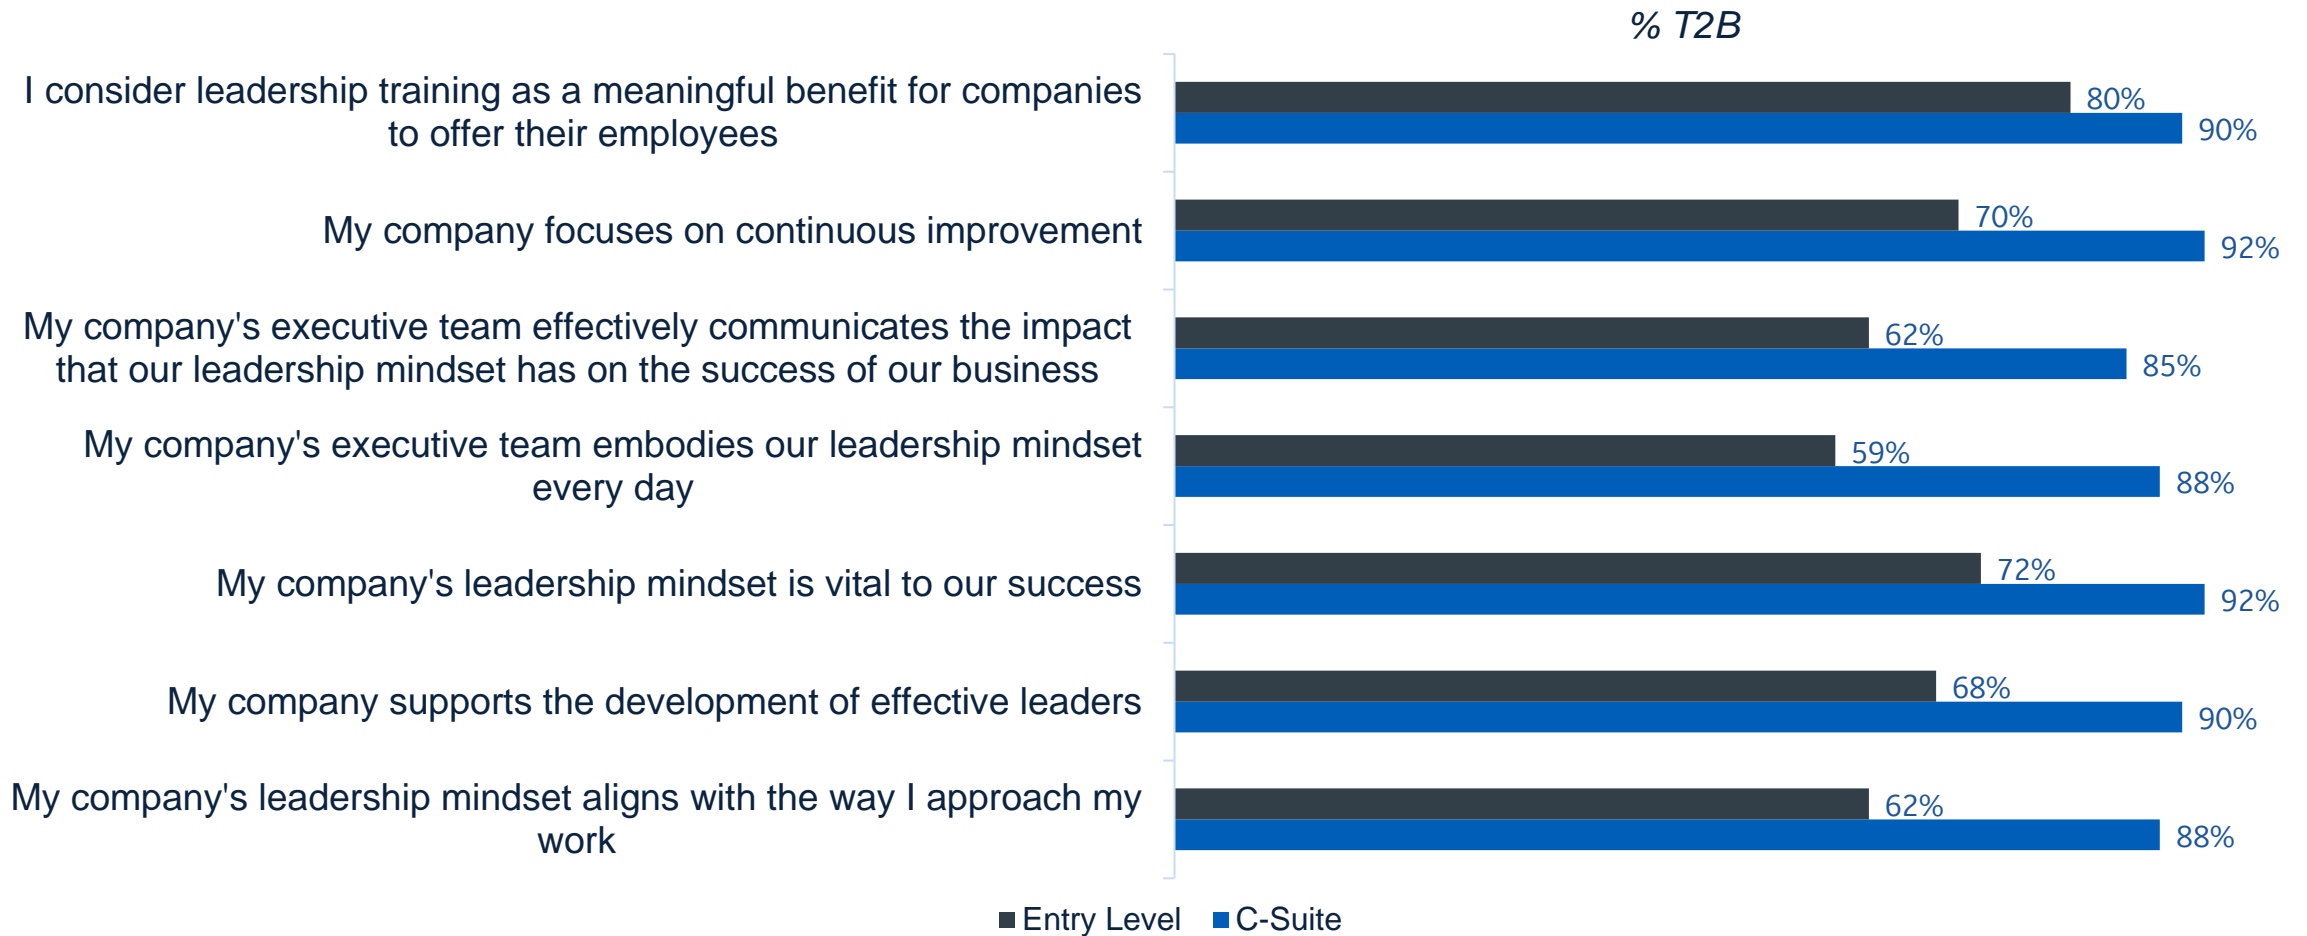 % T2B
I consider leadership training as a meaningful benefit for companies
to offer their employees
80%
90%
My company focuses on continuous improvement
70%
92%
My company's executive team effectively communicates the impact
that our leadership mindset has on the success of our business
62%
85%
My company's executive team embodies our leadership mindset
every day
59%
88%
My company's leadership mindset is vital to our success
72%
92%
My company supports the development of effective leaders
68%
90%
My company's leadership mindset aligns with the way I approach my
work
62%
88%
Entry Level C-Suite